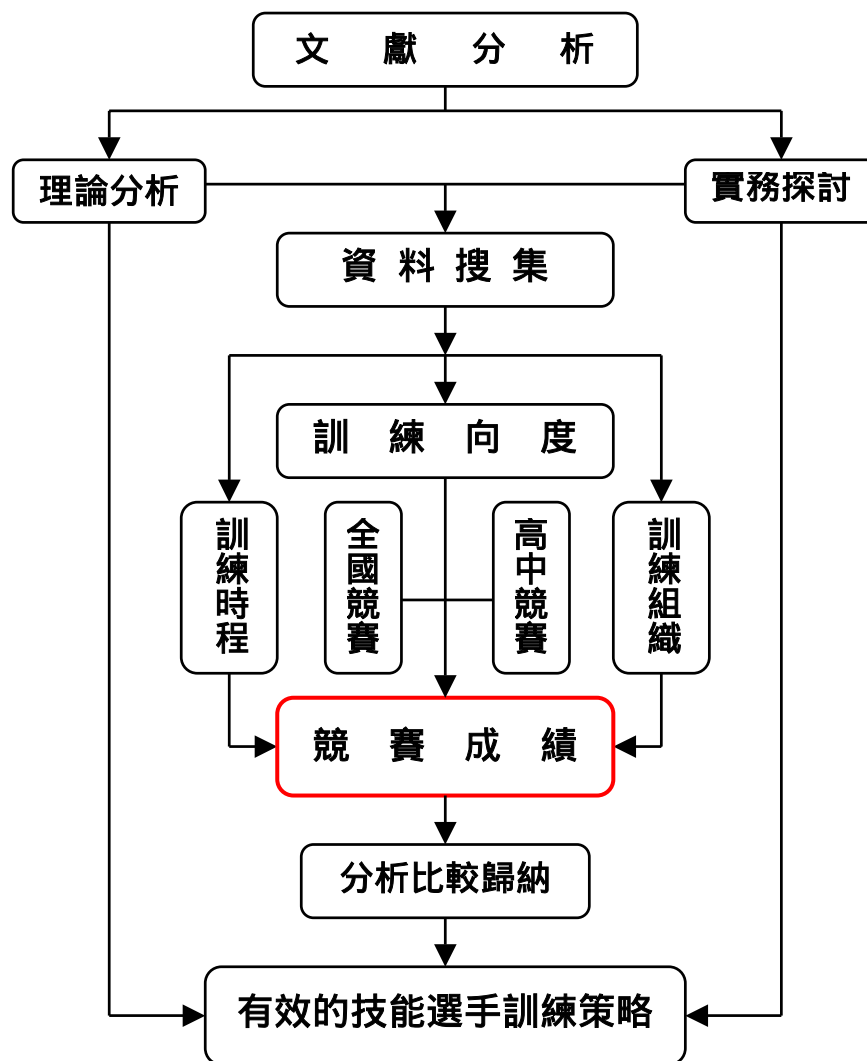 文獻分析
理論分析
實務探討
資料搜集
訓練向度
訓練時程
全國競賽
高中競賽
訓練組織
競賽成績
分析比較歸納
有效的技能選手訓練策略